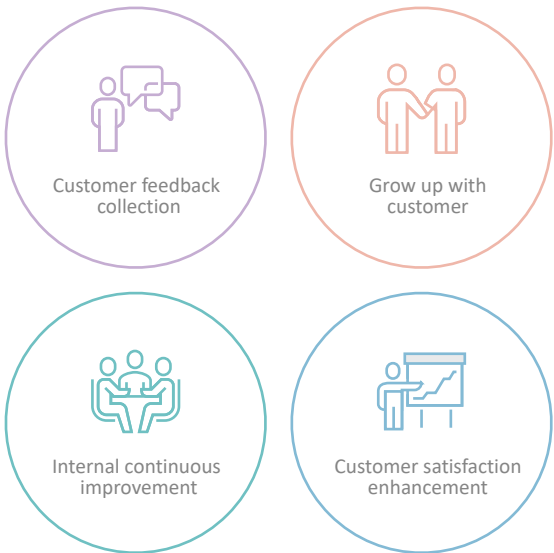 Customer feedback
collection
Grow up with
customer
Internal continuous
improvement
Customer satisfaction
enhancement